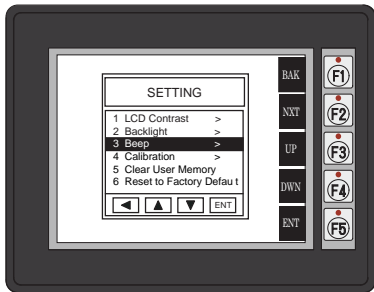 SETTING
1 LCD Contrast >
2 Backlight >
3 Beep >
4 Calibration >
5 Clear User Memory
6 Reset to Factory Defau t
ENT
BAK
NXT
UP
DWN
ENT
F1
F2
F3
F4
F5